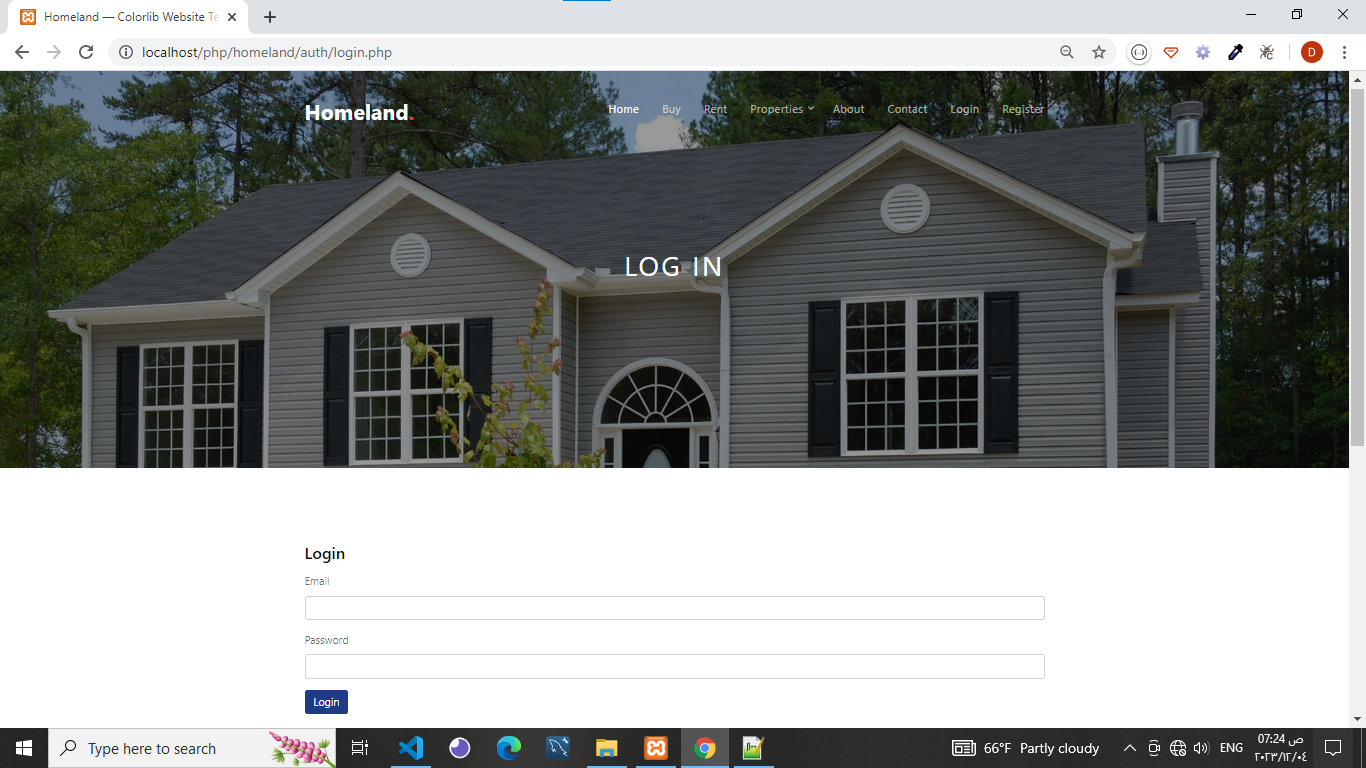 Homeland — Colorlib Website Te
localhost/php/homeland/auth/login.php
D
Homeland.
Home Buy Rent Properties About Contact Login Register
LOG IN
Login
Email
Password
Login
Type here to search
66°F Partly cloudy
ENG
07:24 ص
٢٠٢٣/١٢/٠٤